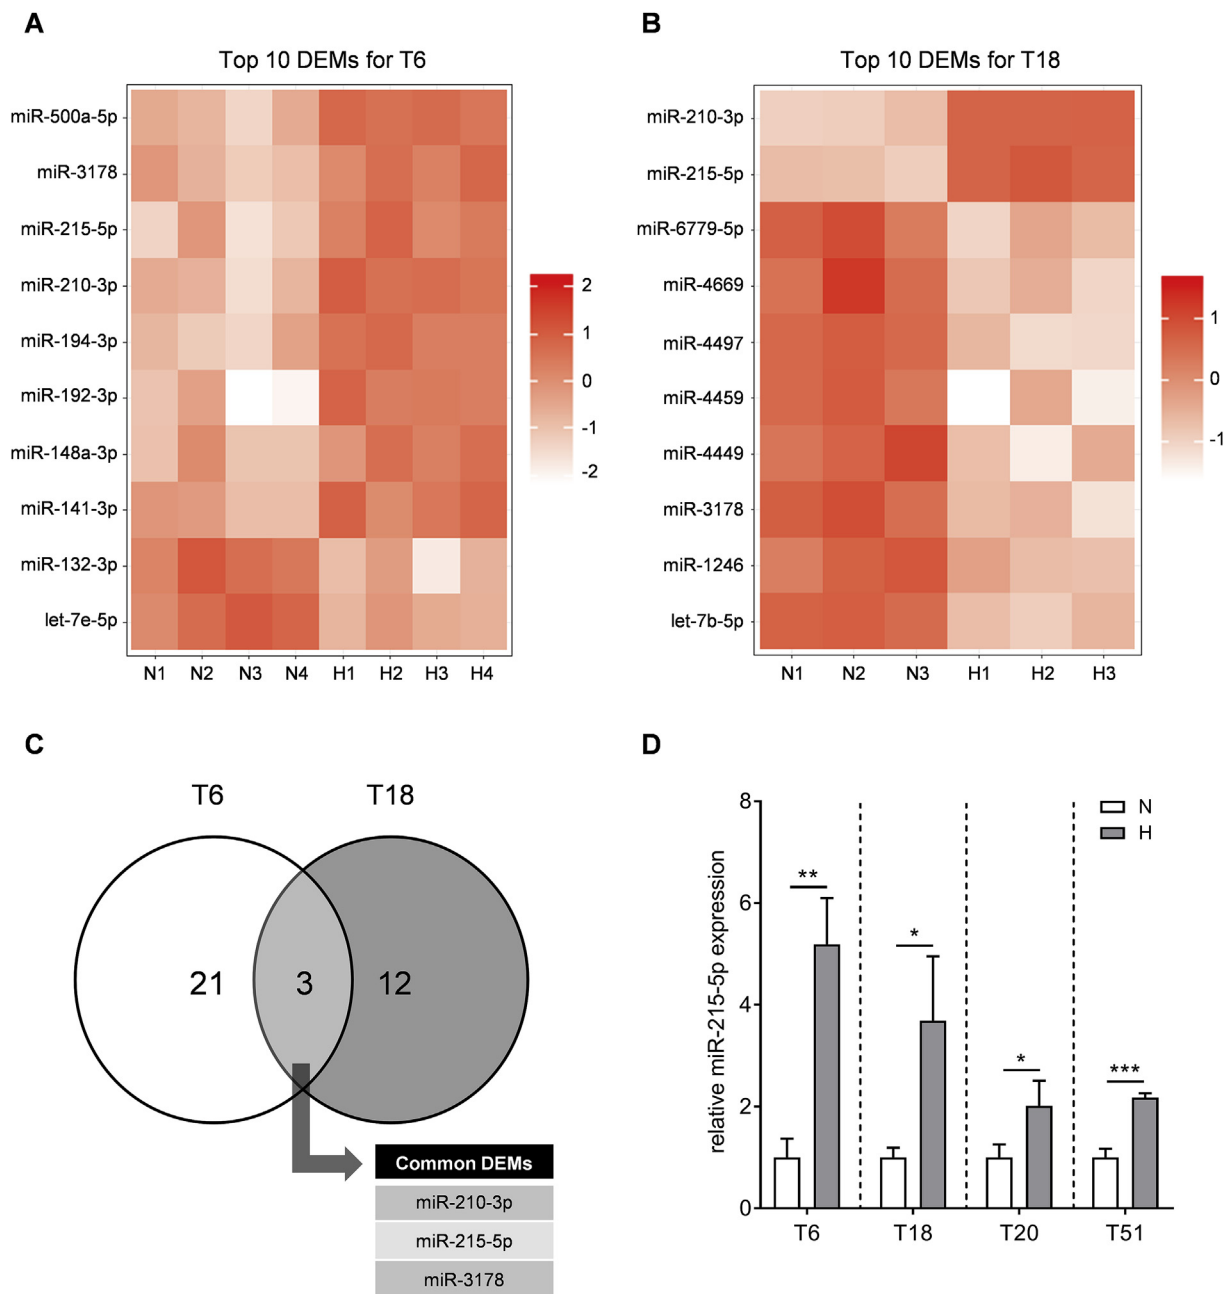 A
Top 10 DEMs for T6
miR-500a-5p
miR-3178
miR-215-5p
miR-210-3p
miR-194-3p
miR-192-3p
miR-148a-3p
miR-141-3p
miR-132-3p
let-7e-5p
N1 N2 N3 N4 H1 H2 H3 H4
2
1
0
-1
-2
B
Top 10 DEMs for T18
miR-210-3p
miR-215-5p
miR-6779-5p
miR-4669
miR-4497
miR-4459
miR-4449
miR-3178
miR-1246
let-7b-5p
N1 N2 N3 H1 H2 H3
1
0
-1
C
T6 T18
21 3 12
Common DEMs
miR-210-3p
miR-215-5p
miR-3178
D
relative miR-215-5p expression
8
6
4
2
0
N
H
**
*
*
***
T6 T18 T20 T51